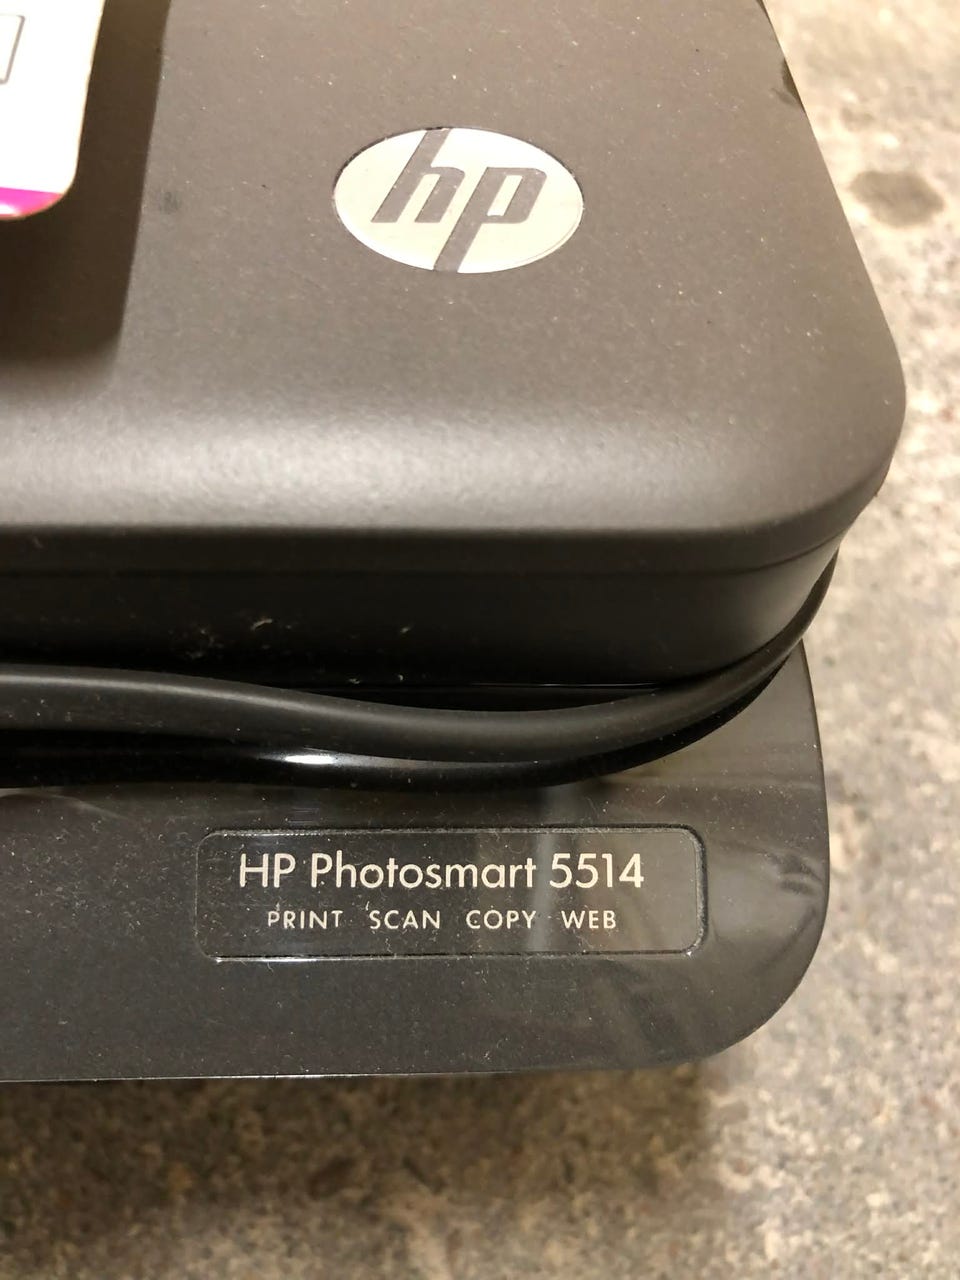 hp
HP Photosmart 5514
PRINT SCAN COPY WEB